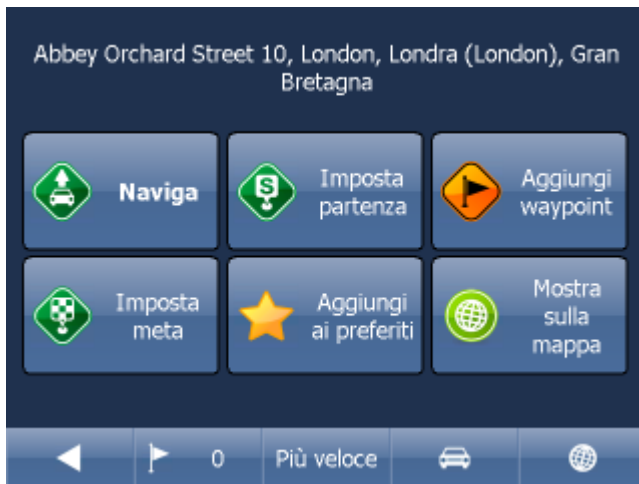 Abbey Orchard Street 10, London, Londra (London), Gran
Bretagna
Naviga
S
Imposta
partenza
Aggiungi
waypoint
Imposta
meta
Aggiungi
ai preferiti
Mostra
sulla
mappa
0
Più veloce